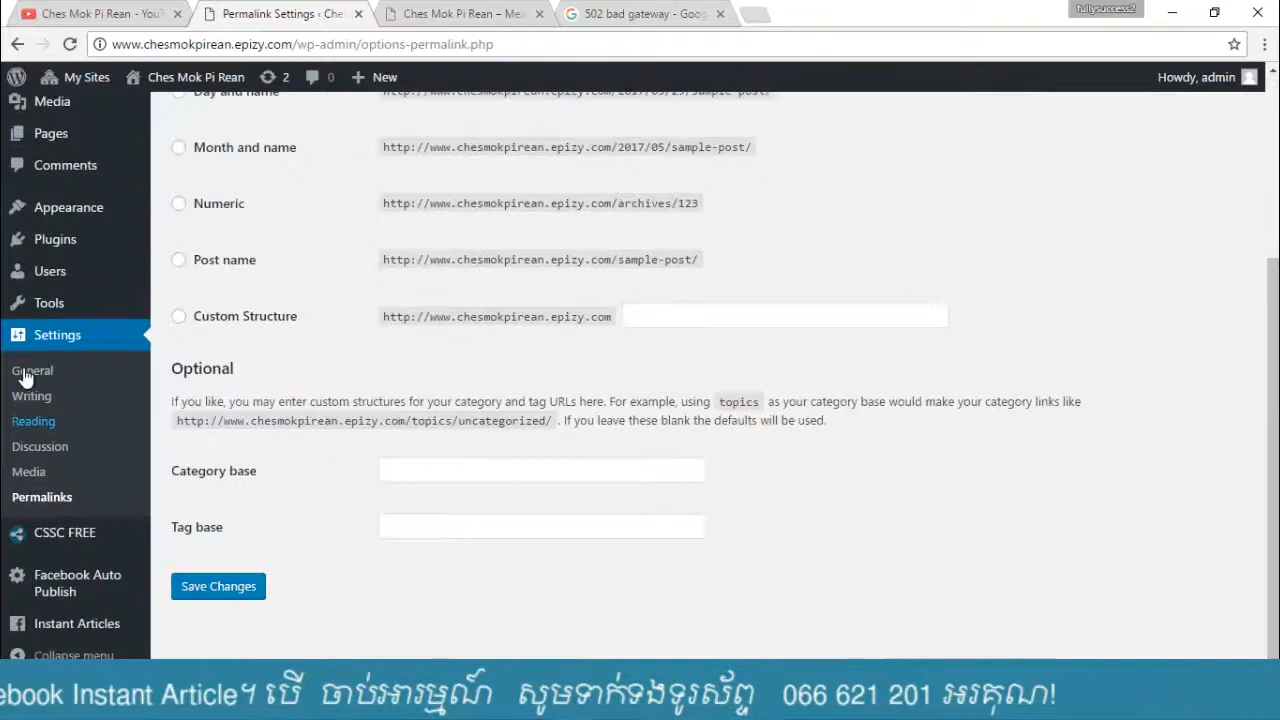 Ches Mok Pi Rean - YouT
Permalink Settings ‹ Ches
Ches Mok Pi Rean – Mea
502 bad gateway - Goog
fullysuccess2
www.chesmokpirean.epizy.com/wp-admin/options-permalink.php
My Sites
Ches Mok Pi Rean
2
0
New
Howdy, admin
Media
Pages
Comments
Appearance
Plugins
Users
Tools
Settings
General
Writing
Reading
Discussion
Media
Permalinks
CSSC FREE
Facebook Auto
Publish
Instant Articles
Collapse menu
Day and name http://www.chesmokpirean.epizy.com/2017/05/29/sample-post/
Month and name http://www.chesmokpirean.epizy.com/2017/05/sample-post/
Numeric http://www.chesmokpirean.epizy.com/archives/123
Post name http://www.chesmokpirean.epizy.com/sample-post/
Custom Structure http://www.chesmokpirean.epizy.com
Optional
If you like, you may enter custom structures for your category and tag URLs here. For example, using topics as your category base would make your category links like
http://www.chesmokpirean.epizy.com/topics/uncategorized/ . If you leave these blank the defaults will be used.
Category base
Tag base
Save Changes
ebook Instant Article។ បើ ចាប់អារម្មណ៍ សូមទាក់ទងទូរស័ព្ទ 066 621 201 អរគុណ!